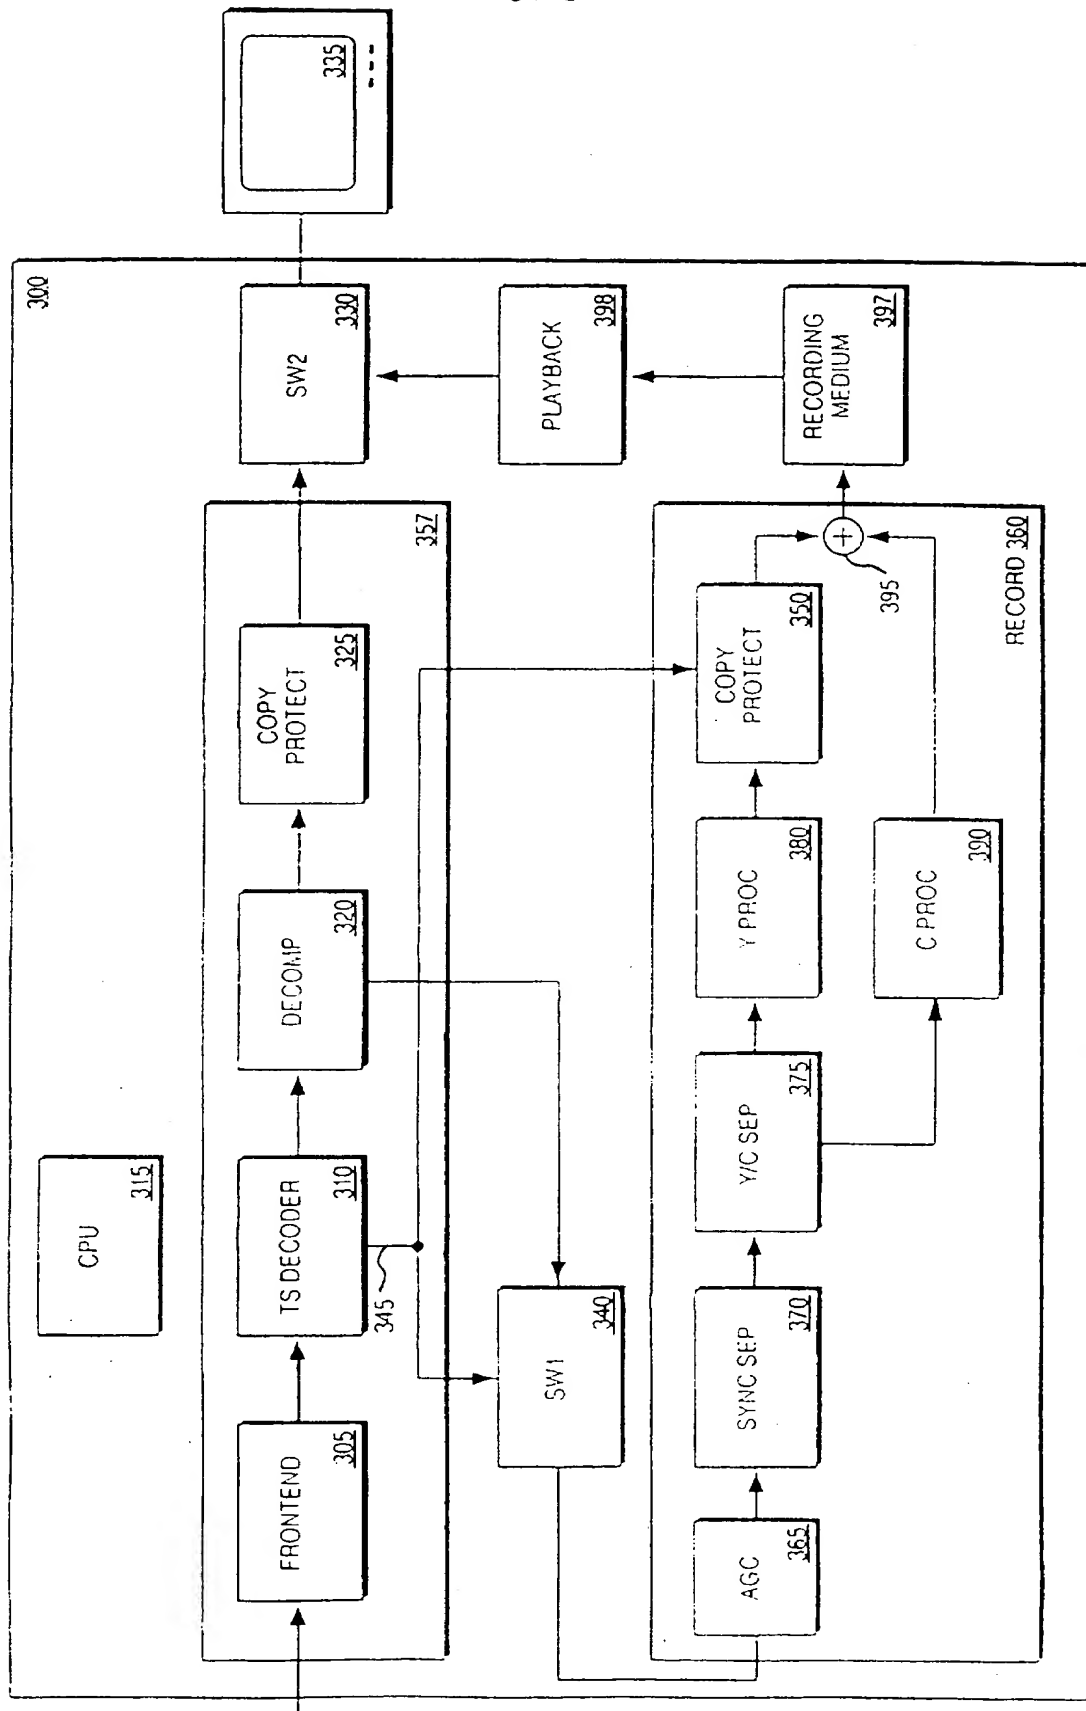 300
CPU
315
FRONTEND
305
TS DECODER
310
DECOMP
320
COPY
PROTECT
325
357
SW2
330
335
345
SW1
340
PLAYBACK
398
AGC
365
SYNC SEP
370
Y/C SEP
375
Y PROC
380
COPY
PROTECT
350
C PROC
390
+
395
RECORD 360
RECORDING
MEDIUM
397